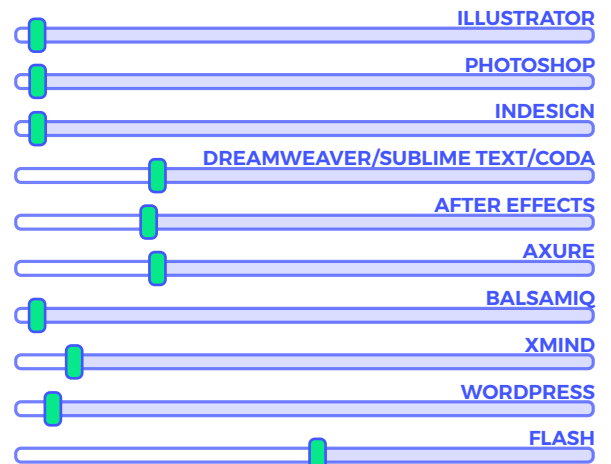 ILLUSTRATOR
PHOTOSHOP
INDESIGN
DREAMWEAVER/SUBLIME TEXT/CODA
AFTER EFFECTS
AXURE
BALSAMIQ
XMIND
WORDPRESS
FLASH